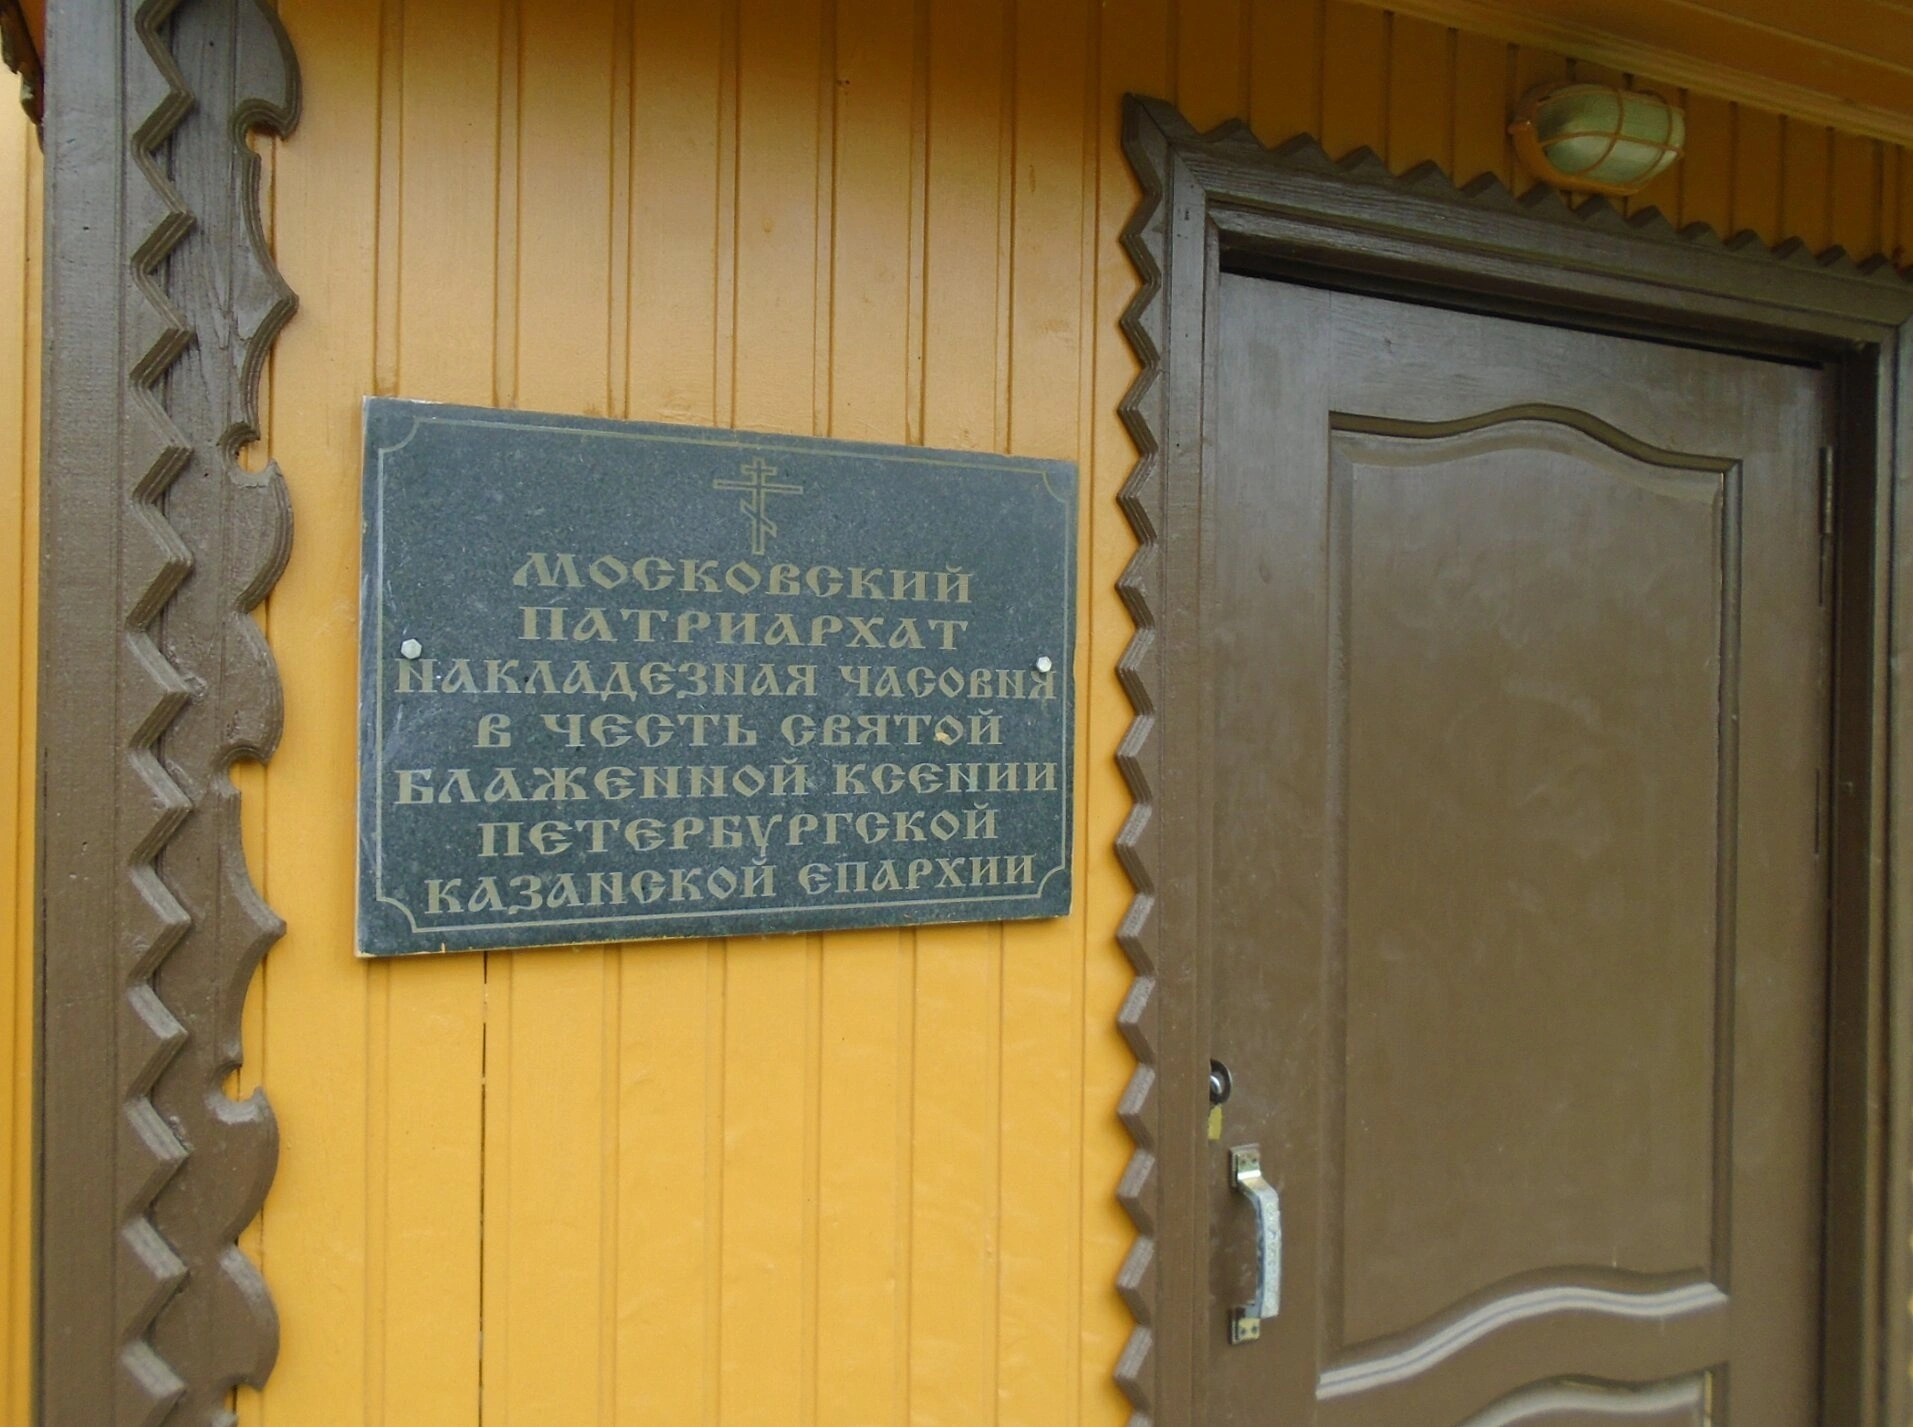 МОСКОВСКИЙ
ПАТРИАРХАТ
НАКЛАДЕЗНАЯ ЧАСОВНЯ
В ЧЕСТЬ СВЯТОЙ
БЛАЖЕННОЙ КСЕНИИ
ПЕТЕРБУРГСКОЙ
КАЗАНСКОЙ ЕПАРХИИ